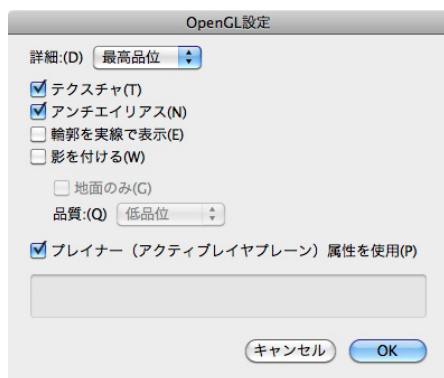 OpenGL設定
詳細:(D) 最高品位
テクスチャ(T)
アンチエイリアス(N)
輪郭を実線で表示(E)
影を付ける(W)
地面のみ(G)
品質:(Q) 低品位
プレイナー（アクティブレイヤプレーン）属性を使用(P)
キャンセル OK